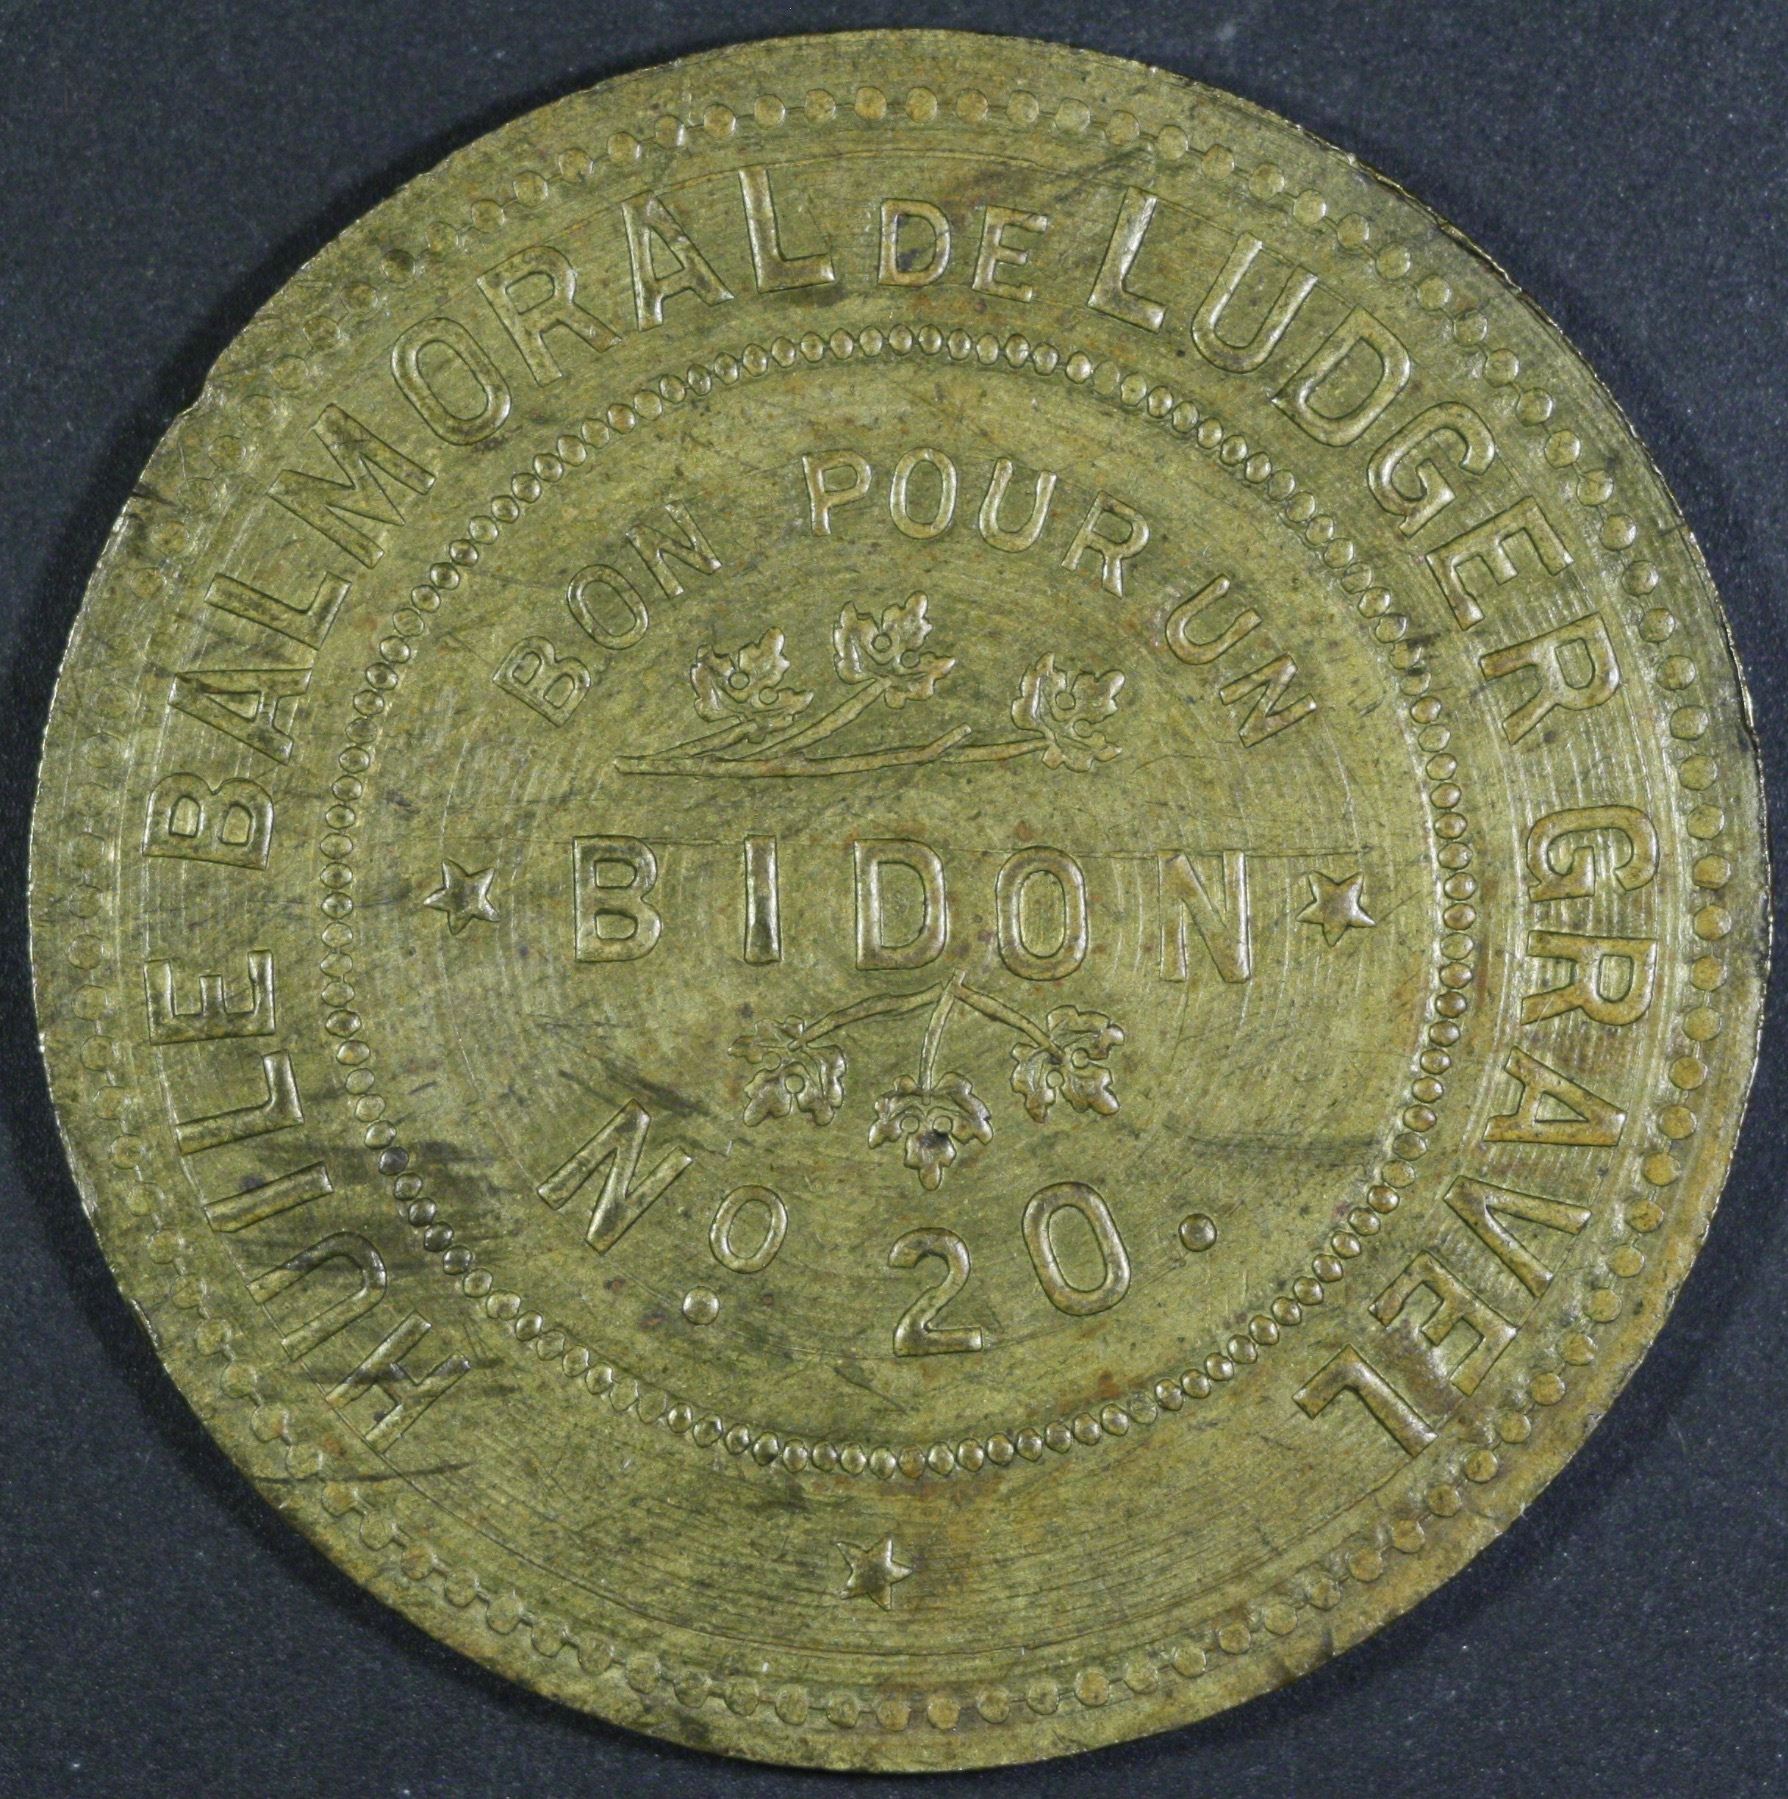 HUILE BALMORAL DE LUDGER GRAVEL
BON POUR UN
BIDON
NO. 20.